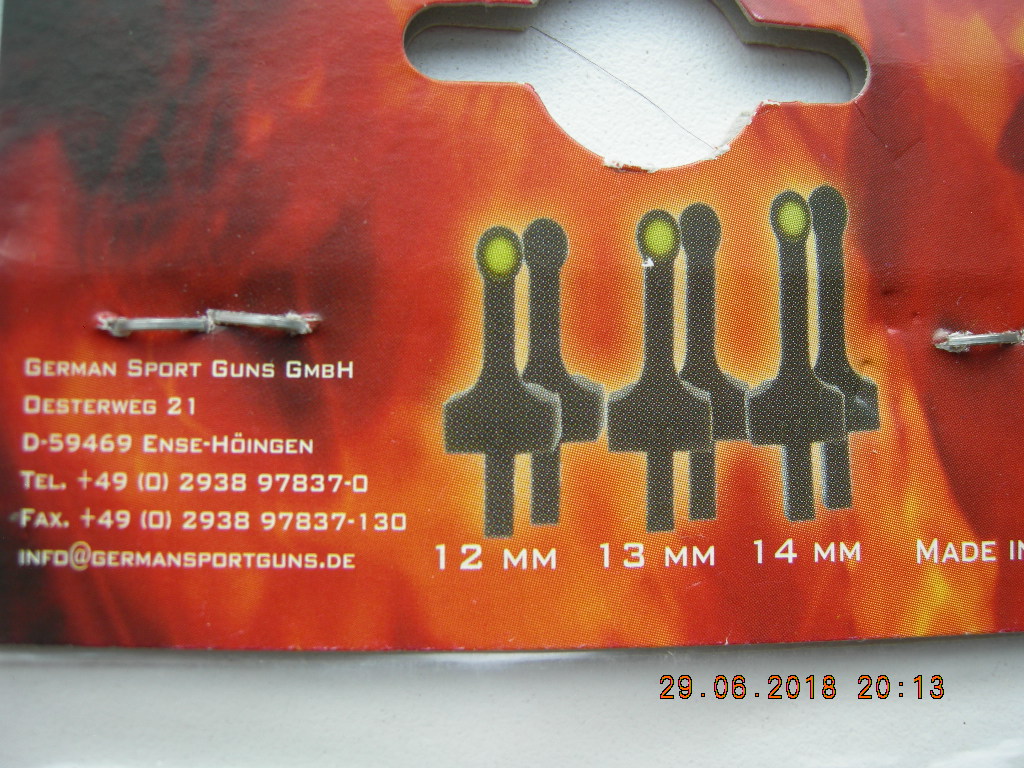 German Sport Guns GmbH
Oesterweg 21
D-59469 Ense-Höingen
Tel. +49 (0) 2938 97837-0
Fax. +49 (0) 2938 97837-130
info@germansportguns.de
12 mm 13 mm 14 mm Made in
29.06.2018 20:13